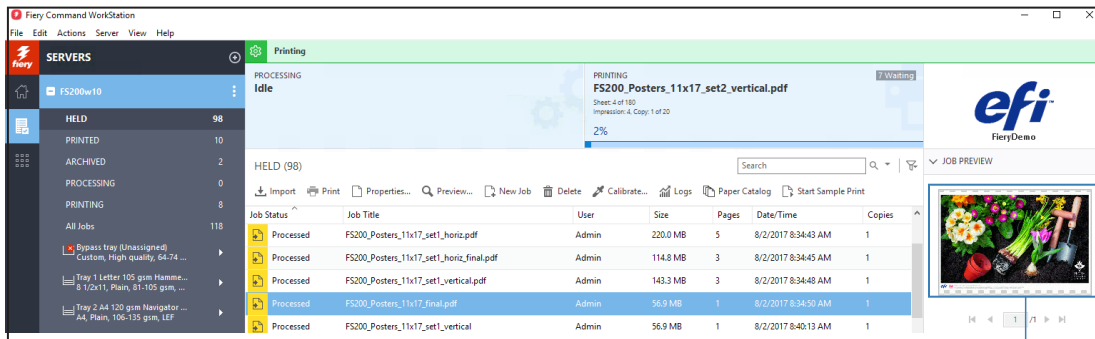 Fiery Command WorkStation
File Edit Actions Server View Help
fiery
SERVERS
Printing
FS200w10
HELD 98
PRINTED 10
ARCHIVED 2
PROCESSING 0
PRINTING 8
All Jobs 118
Bypass tray (Unassigned)
Custom, High quality, 64-74 ...
Tray 1 Letter 105 gsm Hamme...
8 1/2x11, Plain, 81-105 gsm, ...
Tray 2 A4 120 gsm Navigator ...
A4, Plain, 106-135 gsm, LEF
PROCESSING
Idle
PRINTING
7 Waiting
FS200_Posters_11x17_set2_vertical.pdf
Sheet: 4 of 180
Impression: 4, Copy: 1 of 20
2%
efi
FieryDemo
HELD (98)
Search
Import Print Properties... Preview... New Job Delete Calibrate... Logs Paper Catalog Start Sample Print
Job Status Job Title User Size Pages Date/Time Copies
Processed FS200_Posters_11x17_set1_horiz.pdf Admin 220.0 MB 5 8/2/2017 8:34:43 AM 1
Processed FS200_Posters_11x17_set1_horiz_final.pdf Admin 114.8 MB 3 8/2/2017 8:34:45 AM 1
Processed FS200_Posters_11x17_set1_vertical.pdf Admin 143.3 MB 3 8/2/2017 8:34:48 AM 1
Processed FS200_Posters_11x17_final.pdf Admin 56.9 MB 1 8/2/2017 8:34:50 AM 1
Processed FS200_Posters_11x17_set1_vertical Admin 56.9 MB 1 8/2/2017 8:40:13 AM 1
JOB PREVIEW
1 /1